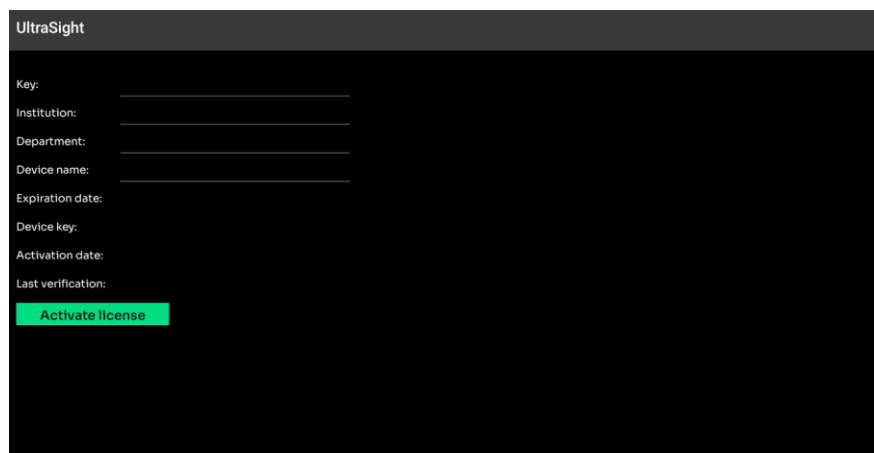 UltraSight
Key:
Institution:
Department:
Device name:
Expiration date:
Device key:
Activation date:
Last verification:
Activate license